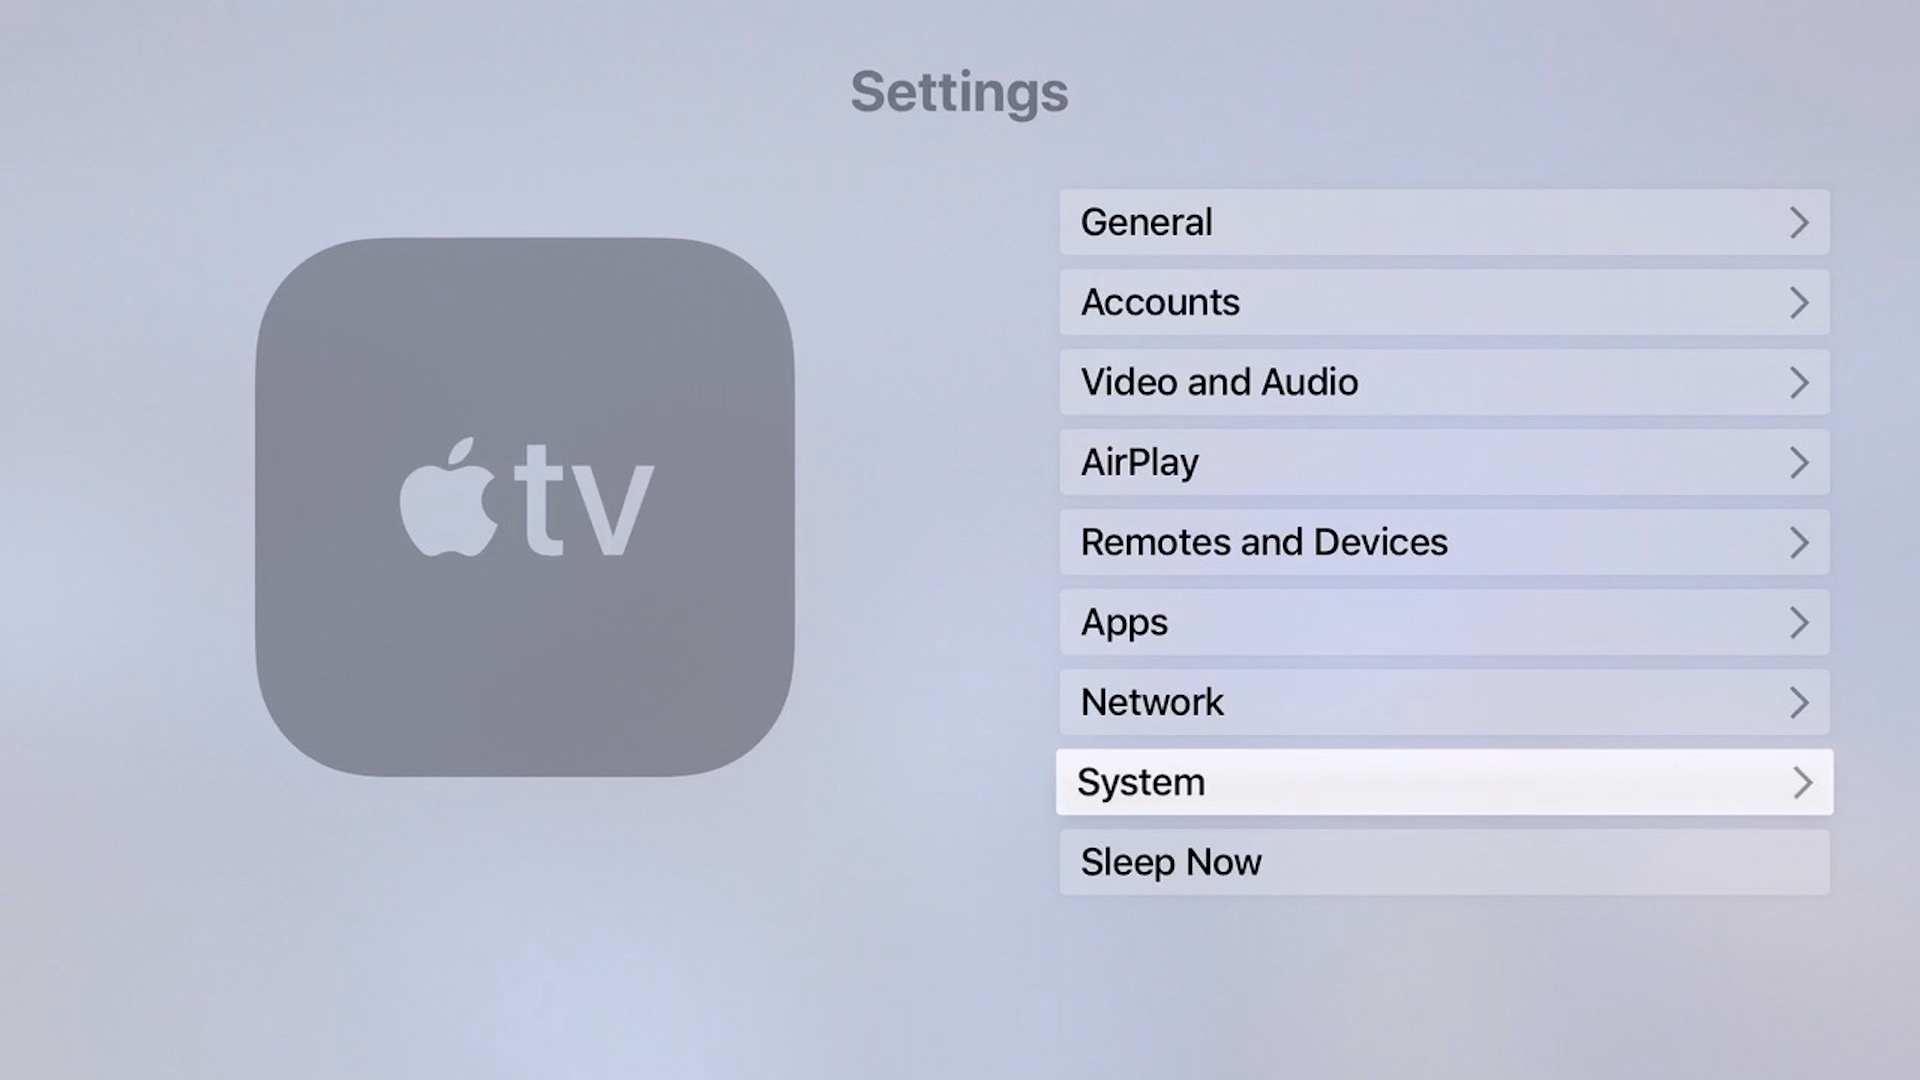 Settings
tv
General
Accounts
Video and Audio
AirPlay
Remotes and Devices
Apps
Network
System
Sleep Now